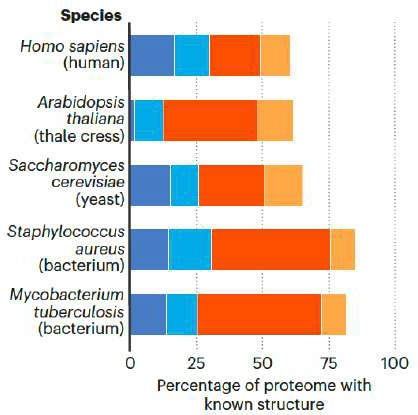 Species
Homo sapiens
(human)
Arabidopsis
thaliana
(thale cress)
Saccharomyces
cerevisiae
(yeast)
Staphylococcus
aureus
(bacterium)
Mycobacterium
tuberculosis
(bacterium)
0 25 50 75 100
Percentage of proteome with
known structure